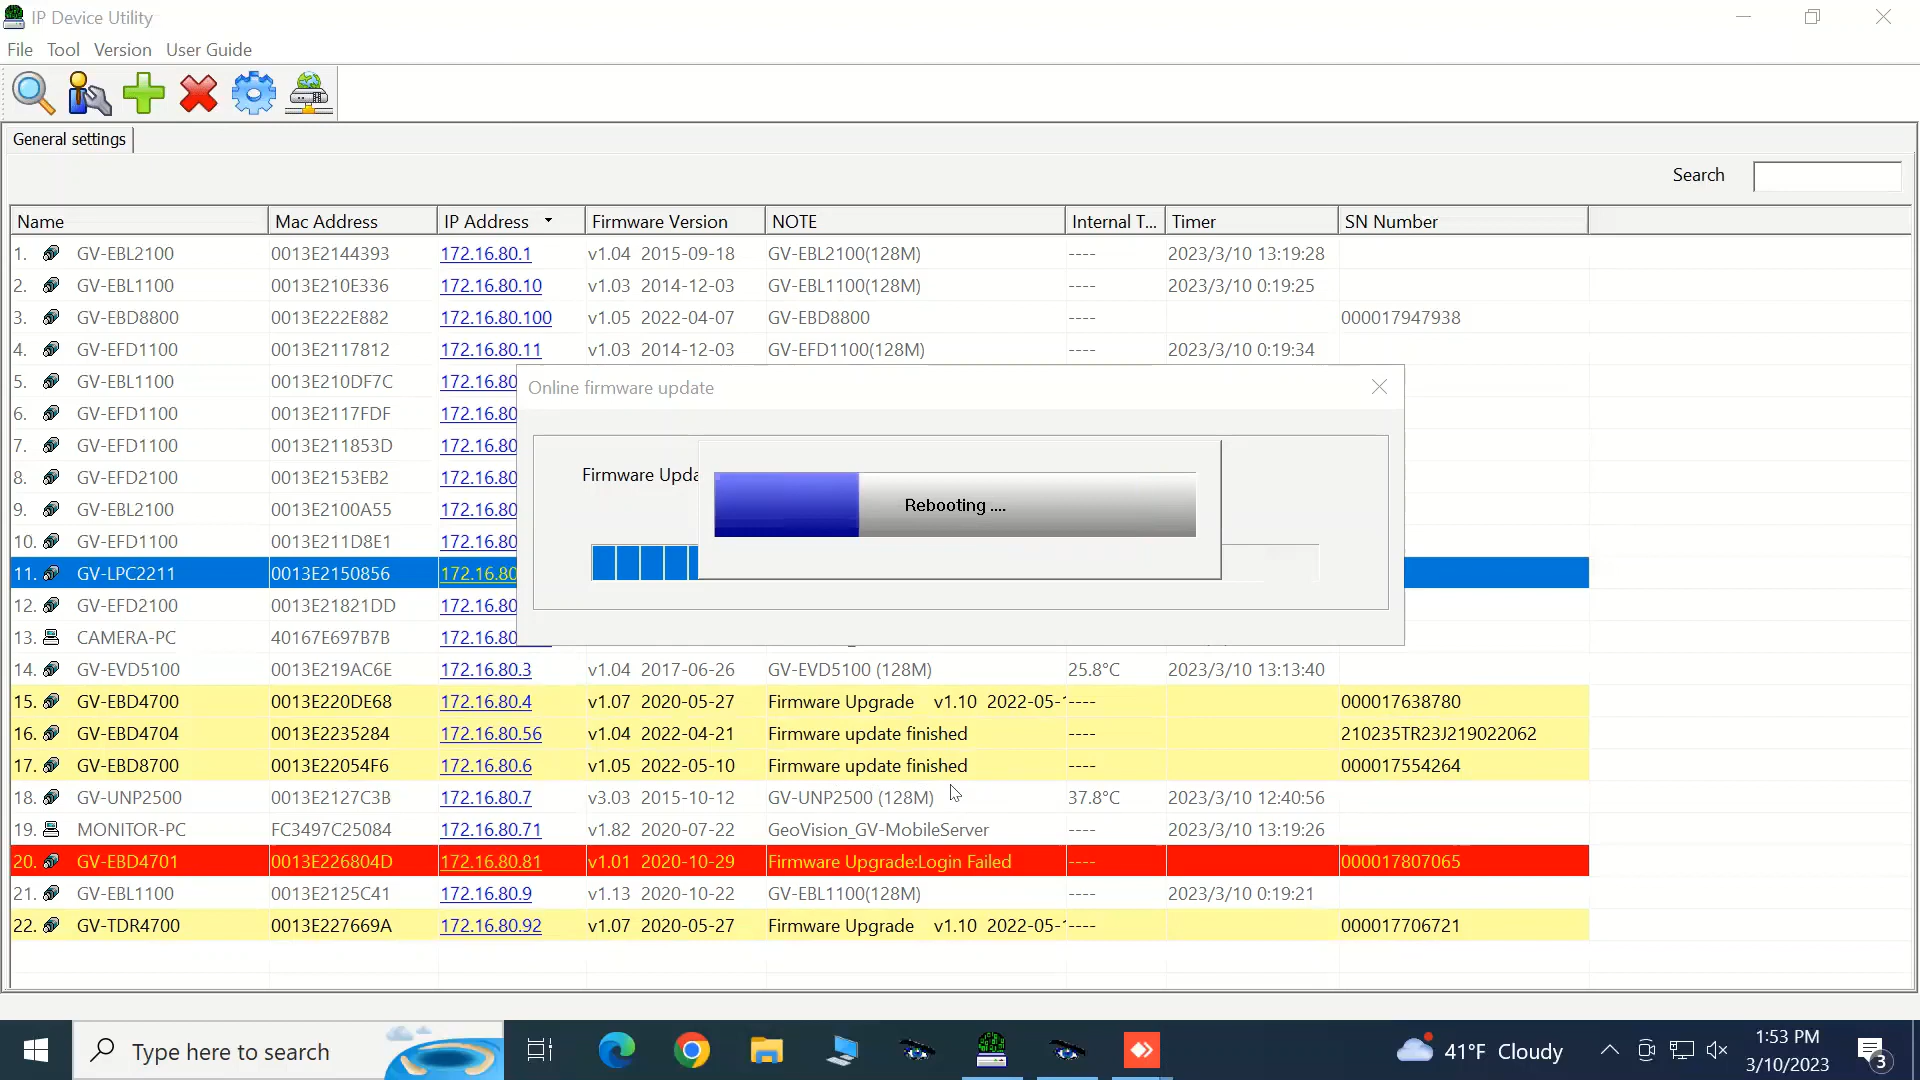 IP Device Utility
File Tool Version User Guide
General settings
Search
Name Mac Address IP Address Firmware Version NOTE Internal T... Timer SN Number
1. GV-EBL2100 0013E2144393 172.16.80.1 v1.04 2015-09-18 GV-EBL2100(128M) ---- 2023/3/10 13:19:28
2. GV-EBL1100 0013E210E336 172.16.80.10 v1.03 2014-12-03 GV-EBL1100(128M) ---- 2023/3/10 0:19:25
3. GV-EBD8800 0013E222E882 172.16.80.100 v1.05 2022-04-07 GV-EBD8800 ---- 000017947938
4. GV-EFD1100 0013E2117812 172.16.80.11 v1.03 2014-12-03 GV-EFD1100(128M) ---- 2023/3/10 0:19:34
5. GV-EBL1100 0013E210DF7C 172.16.80
6. GV-EFD1100 0013E2117FDF 172.16.80
7. GV-EFD1100 0013E211853D 172.16.80
8. GV-EFD2100 0013E2153EB2 172.16.80
9. GV-EBL2100 0013E2100A55 172.16.80
10. GV-EFD1100 0013E211D8E1 172.16.80
11. GV-LPC2211 0013E2150856 172.16.80
12. GV-EFD2100 0013E21821DD 172.16.80
13. CAMERA-PC 40167E697B7B 172.16.80
Online firmware update
Firmware Upda
Rebooting ....
14. GV-EVD5100 0013E219AC6E 172.16.80.3 v1.04 2017-06-26 GV-EVD5100 (128M) 25.8°C 2023/3/10 13:13:40
15. GV-EBD4700 0013E220DE68 172.16.80.4 v1.07 2020-05-27 Firmware Upgrade v1.10 2022-05- ---- 000017638780
16. GV-EBD4704 0013E2235284 172.16.80.56 v1.04 2022-04-21 Firmware update finished ---- 210235TR23J219022062
17. GV-EBD8700 0013E22054F6 172.16.80.6 v1.05 2022-05-10 Firmware update finished ---- 000017554264
18. GV-UNP2500 0013E2127C3B 172.16.80.7 v3.03 2015-10-12 GV-UNP2500 (128M) 37.8°C 2023/3/10 12:40:56
19. MONITOR-PC FC3497C25084 172.16.80.71 v1.82 2020-07-22 GeoVision_GV-MobileServer ---- 2023/3/10 13:19:26
20. GV-EBD4701 0013E226804D 172.16.80.81 v1.01 2020-10-29 Firmware Upgrade:Login Failed ---- 000017807065
21. GV-EBL1100 0013E2125C41 172.16.80.9 v1.13 2020-10-22 GV-EBL1100(128M) ---- 2023/3/10 0:19:21
22. GV-TDR4700 0013E227669A 172.16.80.92 v1.07 2020-05-27 Firmware Upgrade v1.10 2022-05- ---- 000017706721
Type here to search
41°F Cloudy
1:53 PM
3/10/2023
3